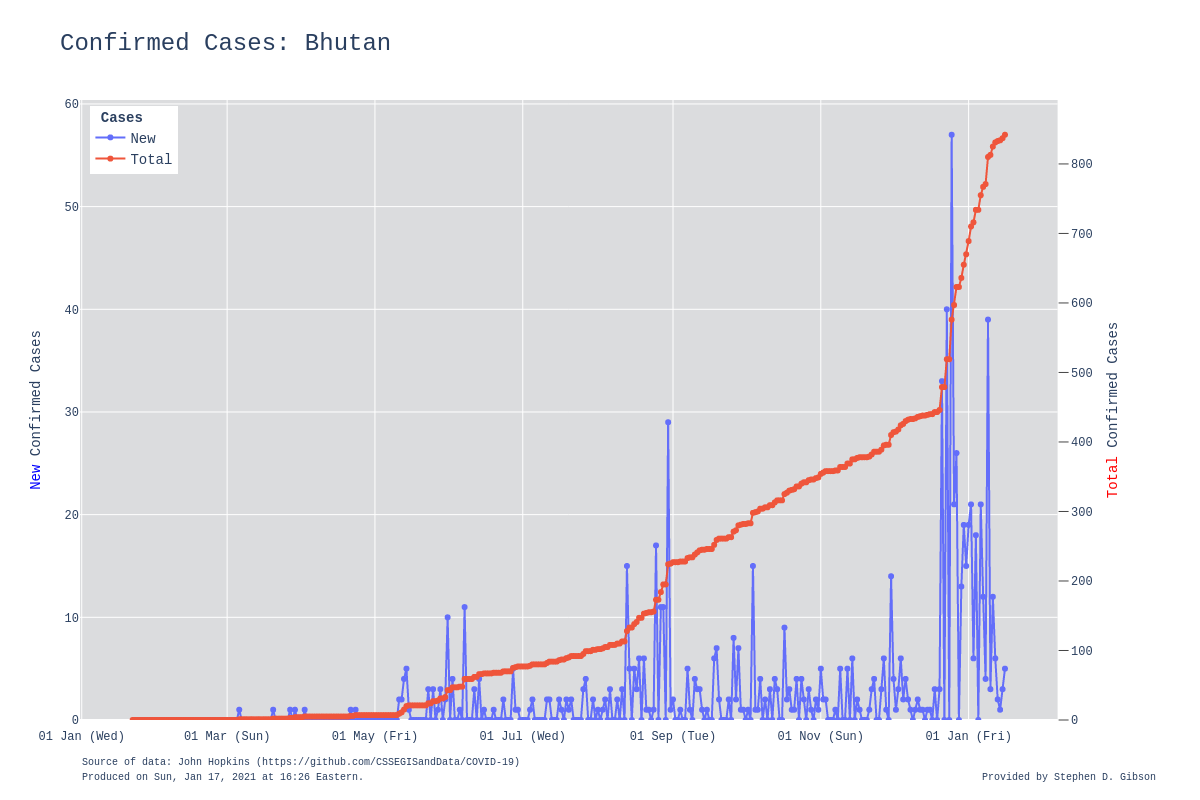 Confirmed Cases: Bhutan
Cases
New
Total
60
50
40
30
20
10
0
800
700
600
500
400
300
200
100
0
New Confirmed Cases
Total Confirmed Cases
01 Jan (Wed)
01 Mar (Sun)
01 May (Fri)
01 Jul (Wed)
01 Sep (Tue)
01 Nov (Sun)
01 Jan (Fri)
Source of data: John Hopkins (https://github.com/CSSEGISandData/COVID-19)
Produced on Sun, Jan 17, 2021 at 16:26 Eastern.
Provided by Stephen D. Gibson